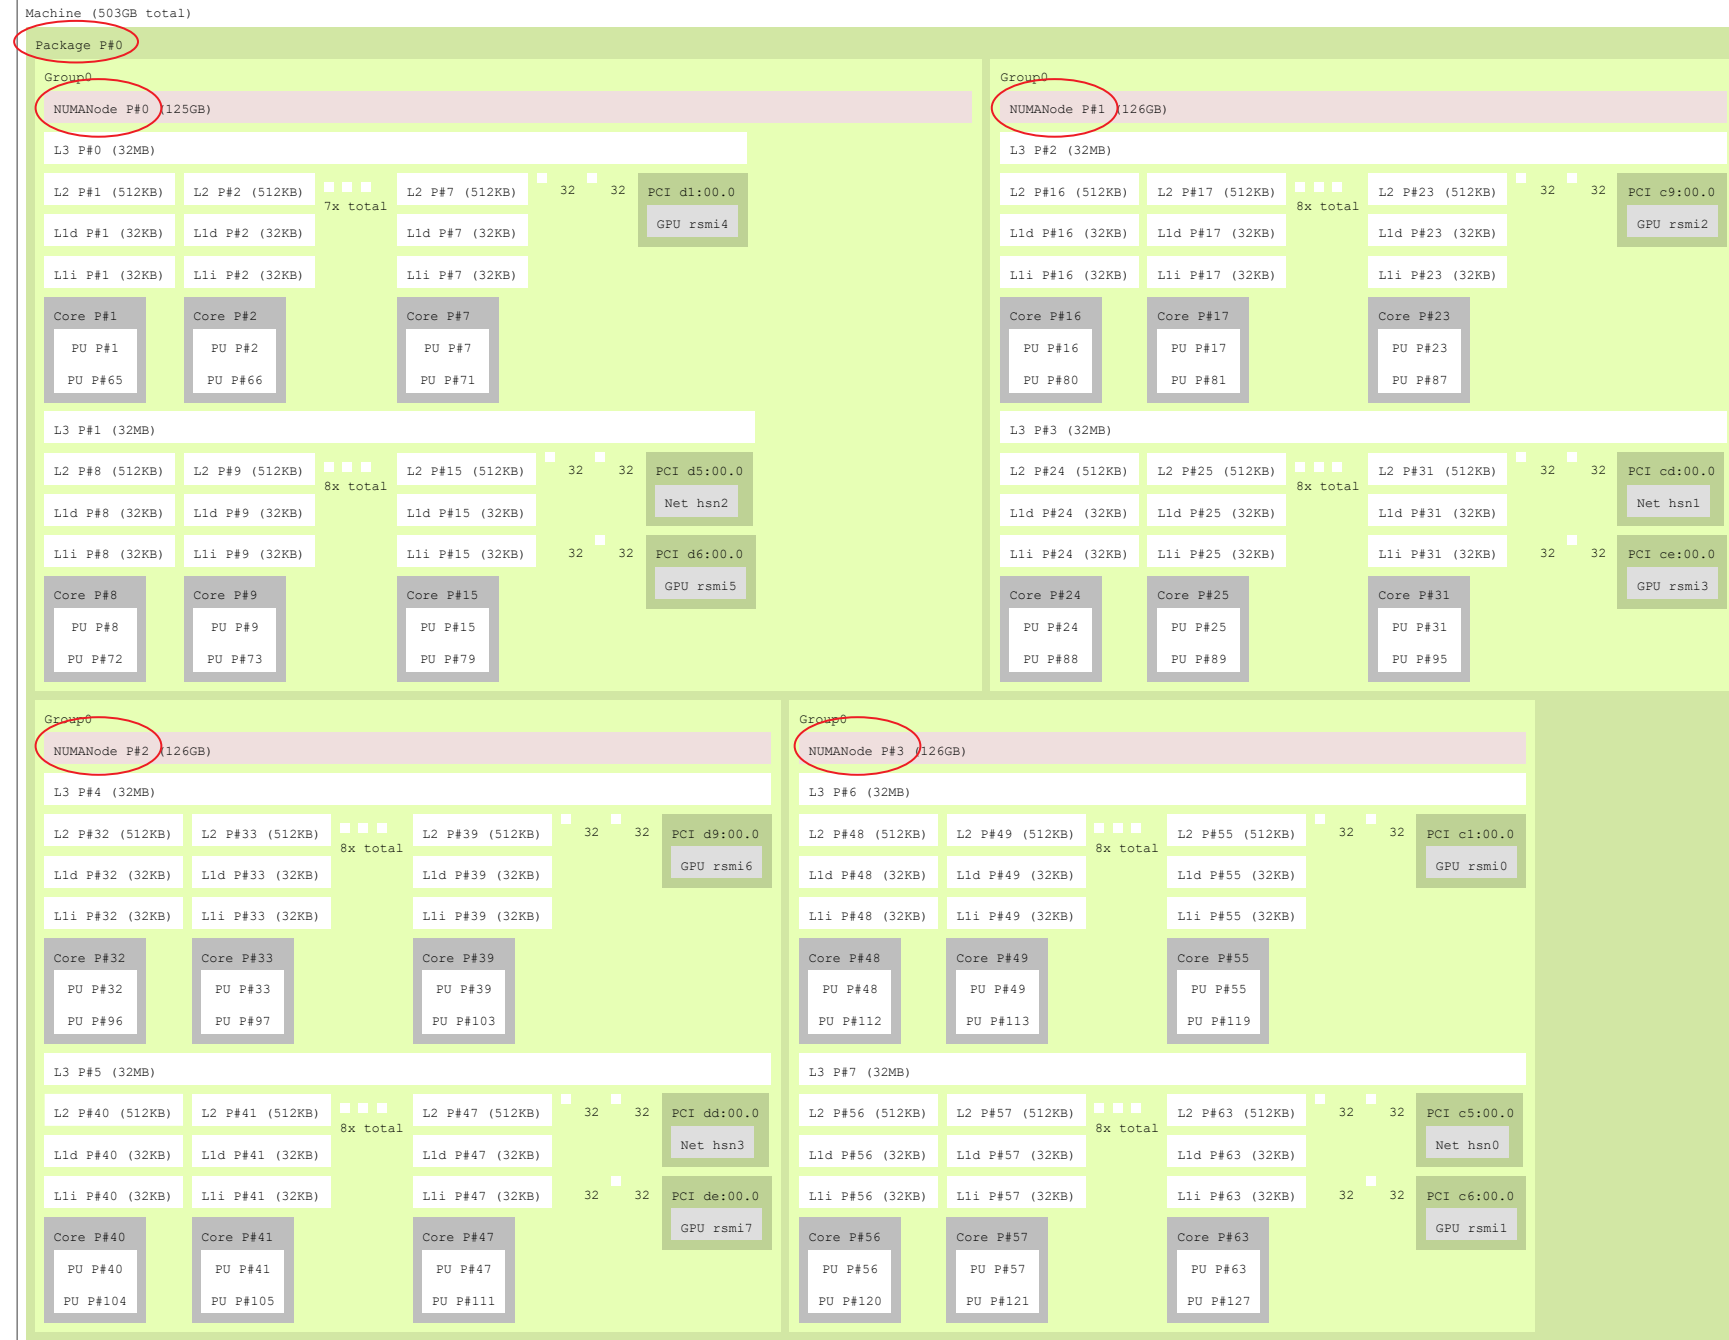 Machine (503GB total)
Package P#0
Group0
NUMANode P#0 (125GB)
L3 P#0 (32MB)
L2 P#1 (512KB) L2 P#2 (512KB) 7x total L2 P#7 (512KB) 32 32 PCI d1:00.0
L1d P#1 (32KB) L1d P#2 (32KB) L1d P#7 (32KB) GPU rsmi4
L1i P#1 (32KB) L1i P#2 (32KB) L1i P#7 (32KB)
Core P#1 Core P#2 Core P#7
PU P#1 PU P#2 PU P#7
PU P#65 PU P#66 PU P#71
L3 P#1 (32MB)
L2 P#8 (512KB) L2 P#9 (512KB) 8x total L2 P#15 (512KB) 32 32 PCI d5:00.0
L1d P#8 (32KB) L1d P#9 (32KB) L1d P#15 (32KB) Net hsn2
L1i P#8 (32KB) L1i P#9 (32KB) L1i P#15 (32KB) 32 32 PCI d6:00.0
GPU rsmi5
Core P#8 Core P#9 Core P#15
PU P#8 PU P#9 PU P#15
PU P#72 PU P#73 PU P#79
Group0
NUMANode P#1 (126GB)
L3 P#2 (32MB)
L2 P#16 (512KB) L2 P#17 (512KB) 8x total L2 P#23 (512KB) 32 32 PCI c9:00.0
L1d P#16 (32KB) L1d P#17 (32KB) L1d P#23 (32KB) GPU rsmi2
L1i P#16 (32KB) L1i P#17 (32KB) L1i P#23 (32KB)
Core P#16 Core P#17 Core P#23
PU P#16 PU P#17 PU P#23
PU P#80 PU P#81 PU P#87
L3 P#3 (32MB)
L2 P#24 (512KB) L2 P#25 (512KB) 8x total L2 P#31 (512KB) 32 32 PCI cd:00.0
L1d P#24 (32KB) L1d P#25 (32KB) L1d P#31 (32KB) Net hsn1
L1i P#24 (32KB) L1i P#25 (32KB) L1i P#31 (32KB) 32 32 PCI ce:00.0
GPU rsmi3
Core P#24 Core P#25 Core P#31
PU P#24 PU P#25 PU P#31
PU P#88 PU P#89 PU P#95
Group0
NUMANode P#2 (126GB)
L3 P#4 (32MB)
L2 P#32 (512KB) L2 P#33 (512KB) 8x total L2 P#39 (512KB) 32 32 PCI d9:00.0
L1d P#32 (32KB) L1d P#33 (32KB) L1d P#39 (32KB) GPU rsmi6
L1i P#32 (32KB) L1i P#33 (32KB) L1i P#39 (32KB)
Core P#32 Core P#33 Core P#39
PU P#32 PU P#33 PU P#39
PU P#96 PU P#97 PU P#103
L3 P#5 (32MB)
L2 P#40 (512KB) L2 P#41 (512KB) 8x total L2 P#47 (512KB) 32 32 PCI dd:00.0
L1d P#40 (32KB) L1d P#41 (32KB) L1d P#47 (32KB) Net hsn3
L1i P#40 (32KB) L1i P#41 (32KB) L1i P#47 (32KB) 32 32 PCI de:00.0
GPU rsmi7
Core P#40 Core P#41 Core P#47
PU P#40 PU P#41 PU P#47
PU P#104 PU P#105 PU P#111
Group0
NUMANode P#3 (126GB)
L3 P#6 (32MB)
L2 P#48 (512KB) L2 P#49 (512KB) 8x total L2 P#55 (512KB) 32 32 PCI c1:00.0
L1d P#48 (32KB) L1d P#49 (32KB) L1d P#55 (32KB) GPU rsmi0
L1i P#48 (32KB) L1i P#49 (32KB) L1i P#55 (32KB)
Core P#48 Core P#49 Core P#55
PU P#48 PU P#49 PU P#55
PU P#112 PU P#113 PU P#119
L3 P#7 (32MB)
L2 P#56 (512KB) L2 P#57 (512KB) 8x total L2 P#63 (512KB) 32 32 PCI c5:00.0
L1d P#56 (32KB) L1d P#57 (32KB) L1d P#63 (32KB) Net hsn0
L1i P#56 (32KB) L1i P#57 (32KB) L1i P#63 (32KB) 32 32 PCI c6:00.0
GPU rsmi1
Core P#56 Core P#57 Core P#63
PU P#56 PU P#57 PU P#63
PU P#120 PU P#121 PU P#127